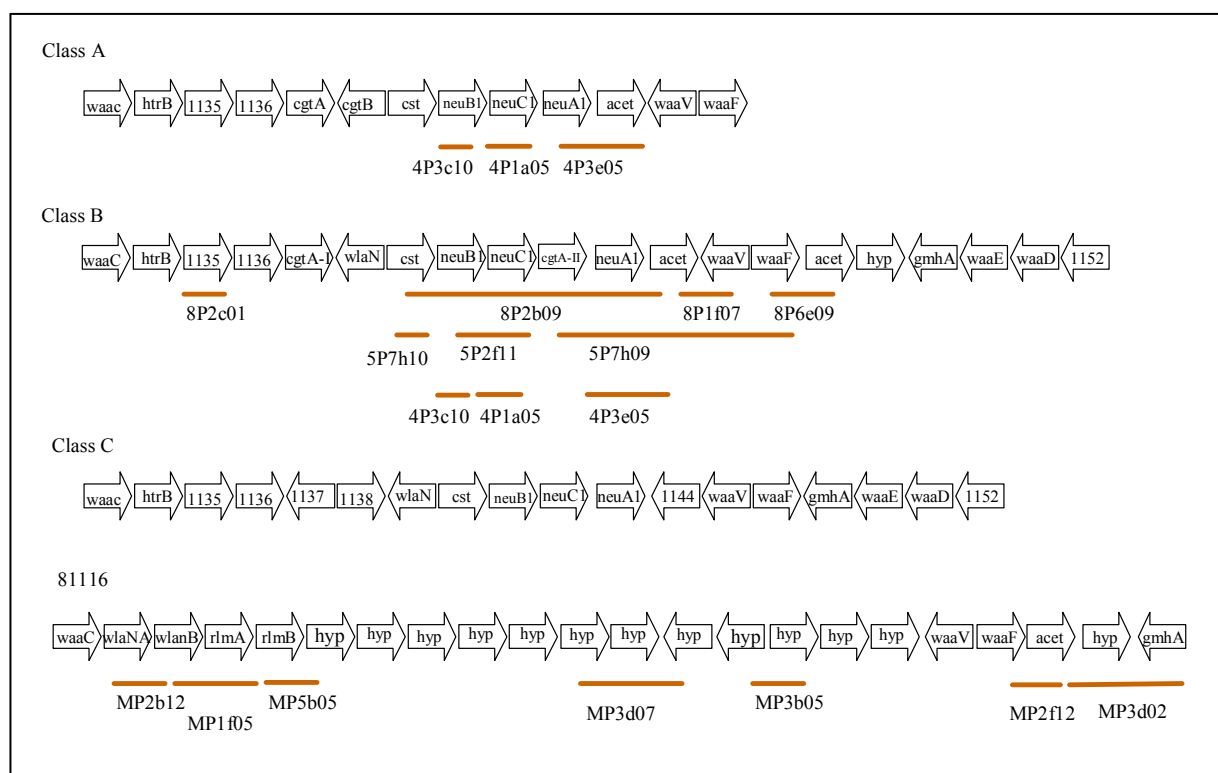 Class A
waac htrB 1135 1136 cgtA cgtB cst neuB1 neuC1 neuA1 acet waaV waaF
4P3c10 4P1a05 4P3e05
Class B
waaC htrB 1135 1136 cgtA-I wlaN cst neuB1 neuC1 cgtA-II neuA1 acet waaV waaF acet hyp gmhA waaE waaD 1152
8P2c01 8P2b09 8P1f07 8P6e09
5P7h10 5P2f11 5P7h09
4P3c10 4P1a05 4P3e05
Class C
waac htrB 1135 1136 1137 1138 wlaN cst neuB1 neuC1 neuA1 1144 waaV waaF gmhA waaE waaD 1152
81116
waaC wlaNA wlanB rlmA rlmB hyp hyp hyp hyp hyp hyp hyp hyp hyp hyp hyp hyp waaV waaF acet hyp gmhA
MP2b12 MP1f05 MP5b05 MP3d07 MP3b05 MP2f12 MP3d02